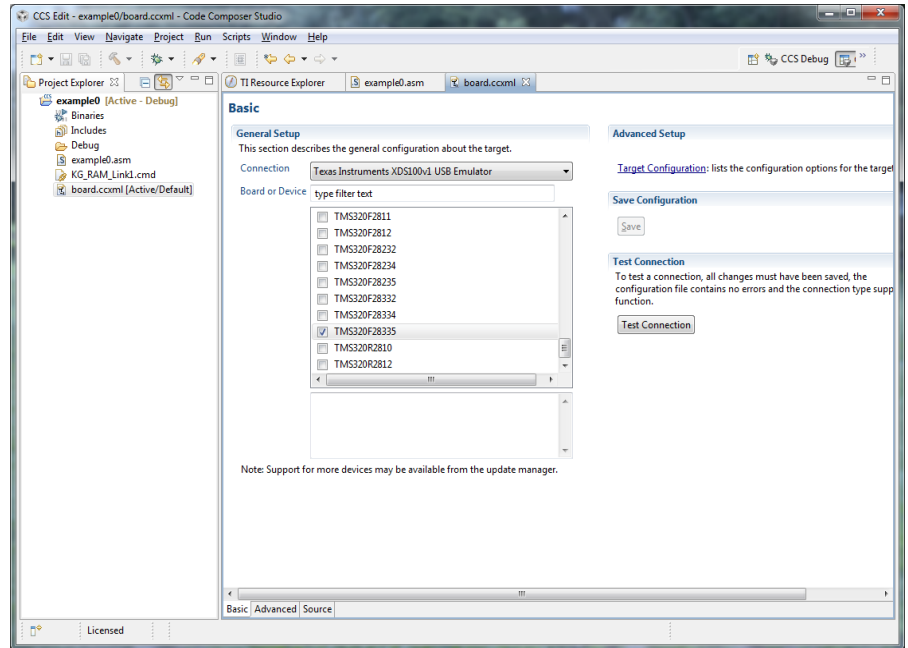 CCS Edit - example0/board.ccxml - Code Composer Studio
File Edit View Navigate Project Run Scripts Window Help
CCS Debug
Project Explorer
TI Resource Explorer
example0.asm
board.ccxml
example0 [Active - Debug]
Binaries
Includes
Debug
example0.asm
KG_RAM_Link1.cmd
board.ccxml [Active/Default]
Basic
General Setup
This section describes the general configuration about the target.
Connection
Texas Instruments XDS100v1 USB Emulator
Board or Device
type filter text
TMS320F2811
TMS320F2812
TMS320F28232
TMS320F28234
TMS320F28235
TMS320F28332
TMS320F28334
TMS320F28335
TMS320R2810
TMS320R2812
Note: Support for more devices may be available from the update manager.
Advanced Setup
Target Configuration: lists the configuration options for the target
Save Configuration
Save
Test Connection
To test a connection, all changes must have been saved, the
configuration file contains no errors and the connection type supp
function.
Test Connection
Basic Advanced Source
Licensed